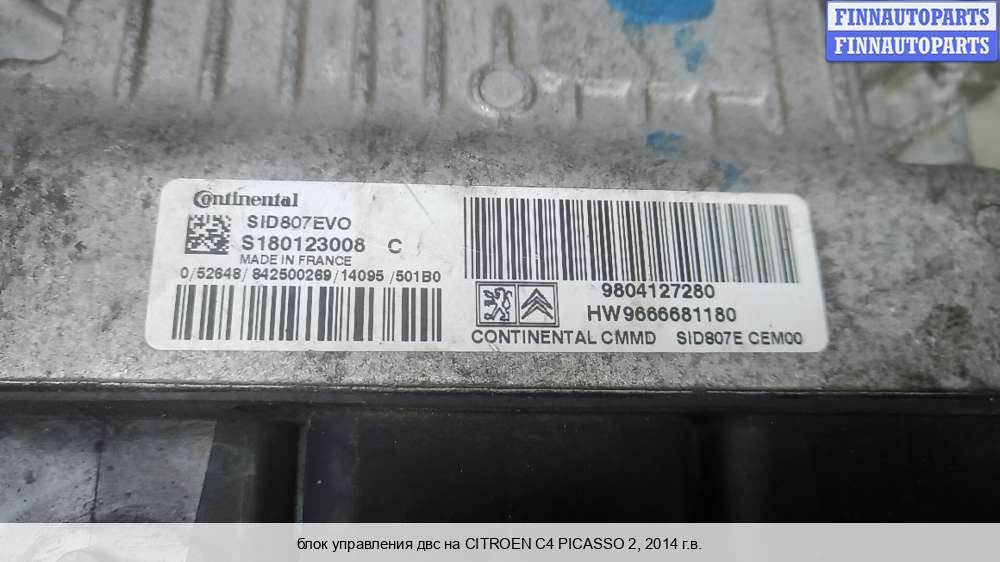 FINNAUTOPARTS
FINNAUTOPARTS
Continental
SID807EVO
S180123008 C
MADE IN FRANCE
0/52648/842500269/14095/501B0
9804127280
HW9666681180
CONTINENTAL CMMD SID807E CEM00
блок управления двс на CITROEN C4 PICASSO 2, 2014 г.в.